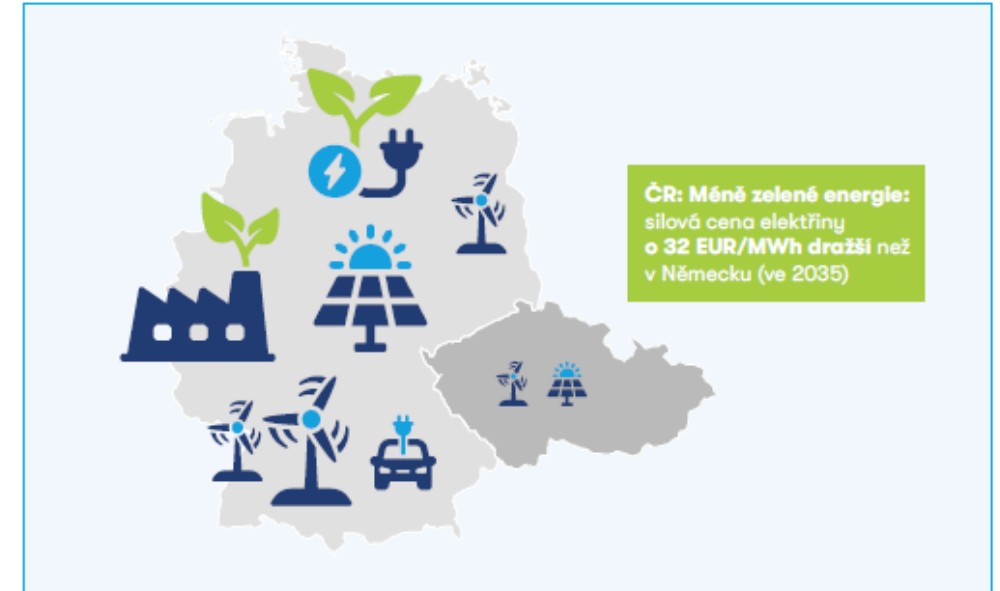 ČR: Méně zelené energie:
silová cena elektřiny
o 32 EUR/MWh dražší než
v Německu (ve 2035)